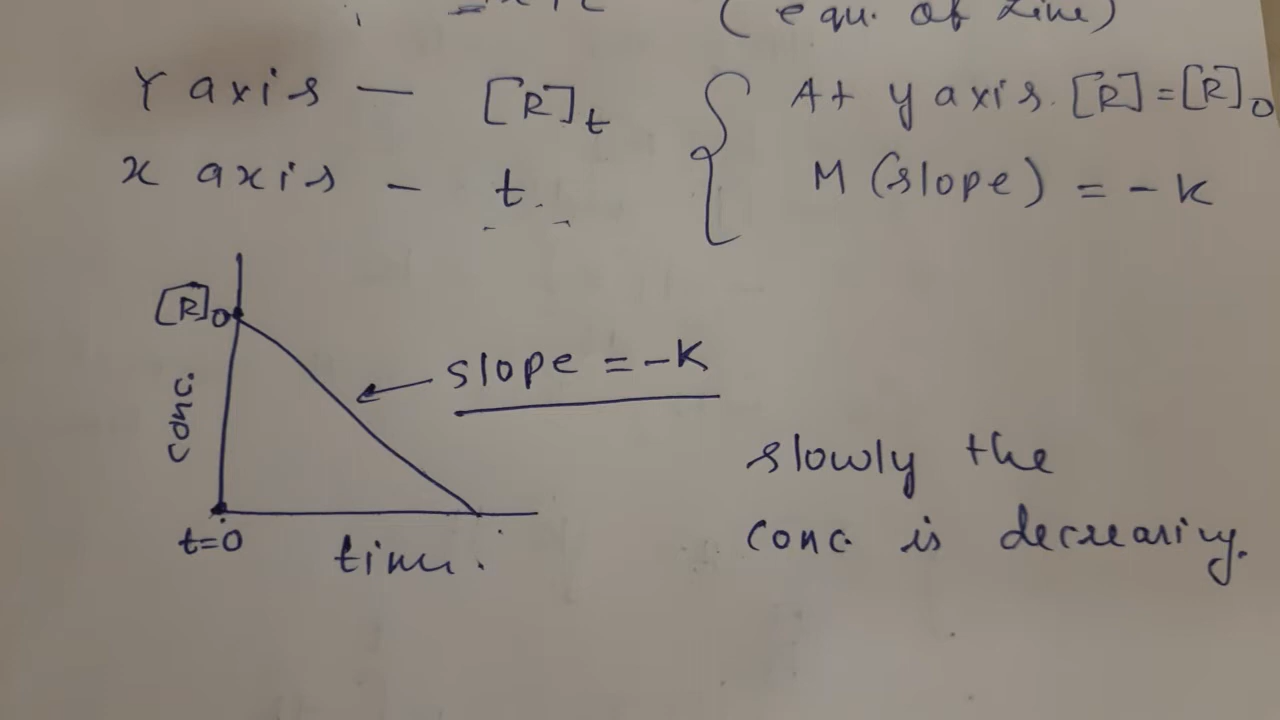 ( equ. of Line)
Y axis — [R]t
x axis - t.
At y axis. [R] = [R]0
M (slope) = - K
[R]0
conc.
slope = -K
t=0
time.
slowly the
conc. is decreasing.